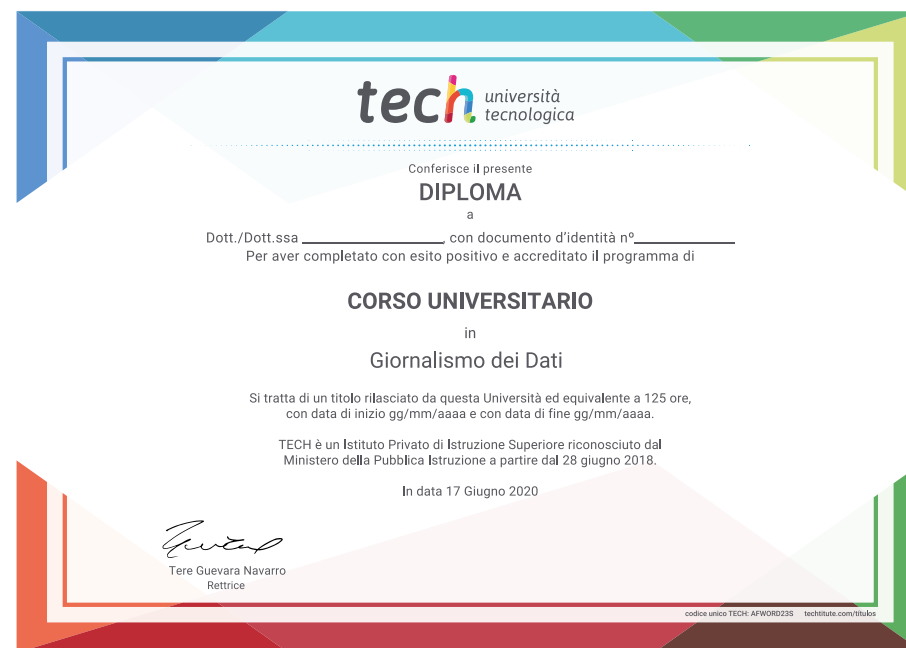 tech università
tecnologica
Conferisce il presente
DIPLOMA
a
Dott./Dott.ssa __________________, con documento d'identità nº_____________
Per aver completato con esito positivo e accreditato il programma di
CORSO UNIVERSITARIO
in
Giornalismo dei Dati
Si tratta di un titolo rilasciato da questa Università ed equivalente a 125 ore,
con data di inizio gg/mm/aaaa e con data di fine gg/mm/aaaa.
TECH è un Istituto Privato di Istruzione Superiore riconosciuto dal
Ministero della Pubblica Istruzione a partire dal 28 giugno 2018.
In data 17 Giugno 2020
Tere Guevara Navarro
Rettrice
codice unico TECH: AFWORD23S techtitute.com/titulos